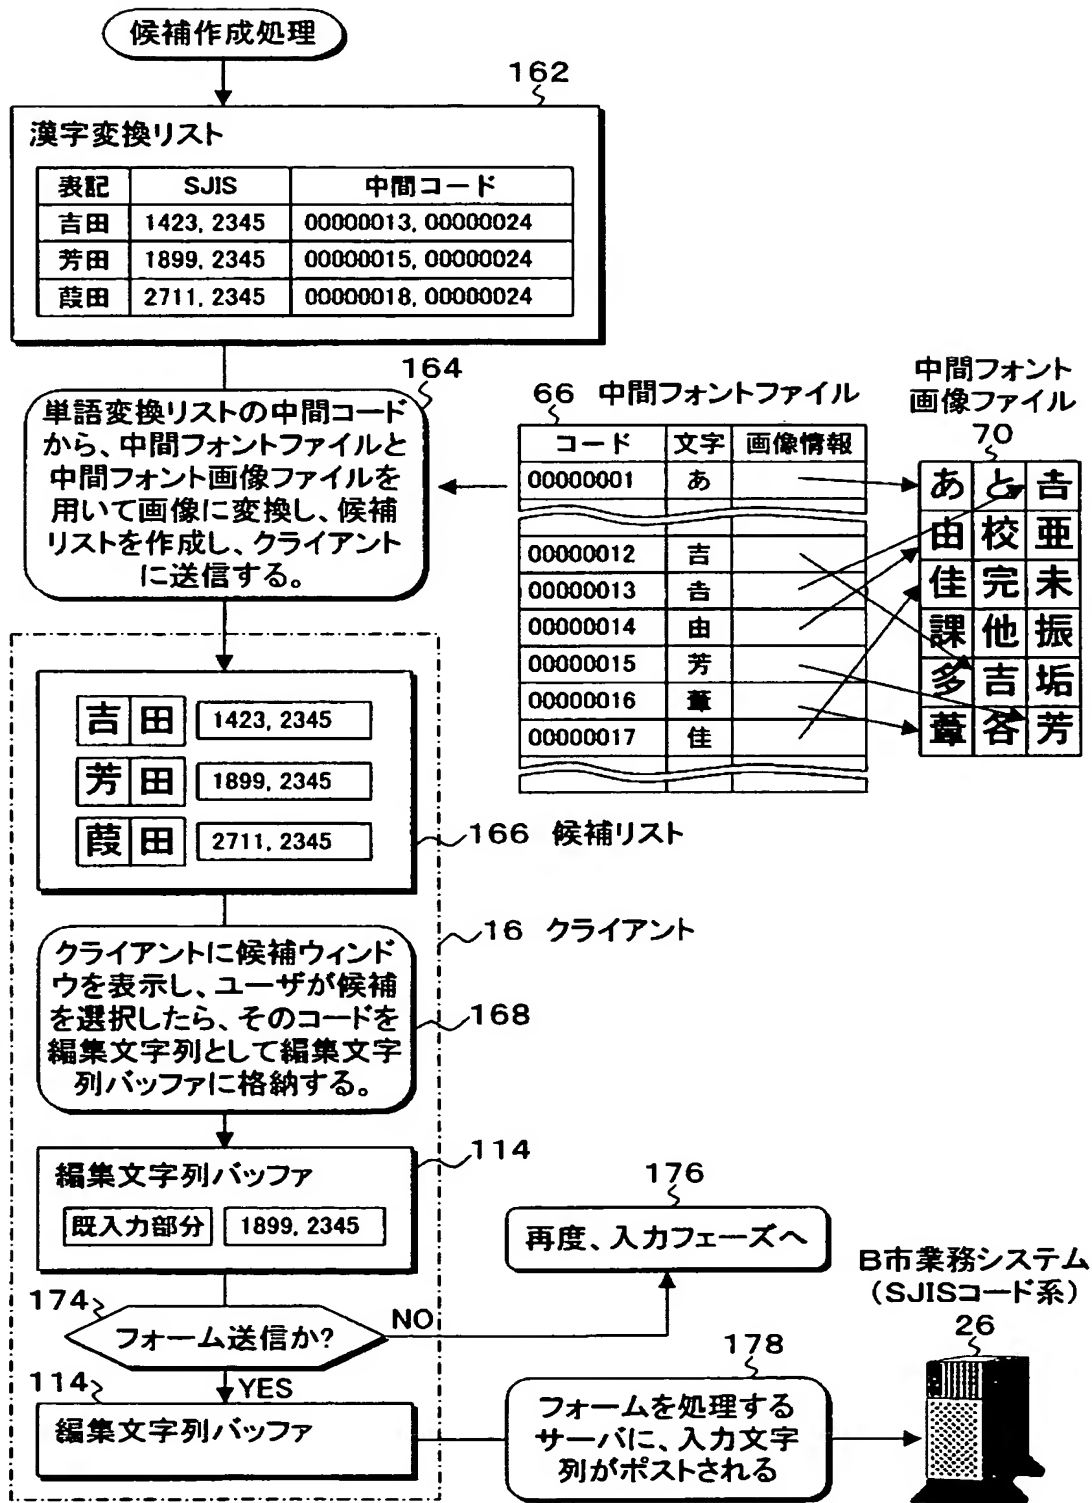 候補作成処理
162
漢字変換リスト
表記 SJIS 中間コード
吉田 1423, 2345 00000013, 00000024
芳田 1899, 2345 00000015, 00000024
葭田 2711, 2345 00000018, 00000024
164
単語変換リストの中間コード
から、中間フォントファイルと
中間フォント画像ファイルを
用いて画像に変換し、候補
リストを作成し、クライアント
に送信する。
66 中間フォントファイル
コード 文字 画像情報
00000001 あ
00000012 吉
00000013 𠮷
00000014 由
00000015 芳
00000016 葦
00000017 佳
中間フォント
画像ファイル
70
あ と 𠮷
由 校 亜
佳 完 未
課 他 振
多 吉 垢
葦 各 芳
吉田 1423, 2345
芳田 1899, 2345
葭田 2711, 2345
166 候補リスト
16 クライアント
クライアントに候補ウィンド
ウを表示し、ユーザが候補
を選択したら、そのコードを
編集文字列として編集文字
列バッファに格納する。
168
114
編集文字列バッファ
既入力部分 1899, 2345
174
フォーム送信か?
NO
YES
176
再度、入力フェーズへ
114
編集文字列バッファ
178
フォームを処理する
サーバに、入力文字
列がポストされる
B市業務システム
(SJISコード系)
26